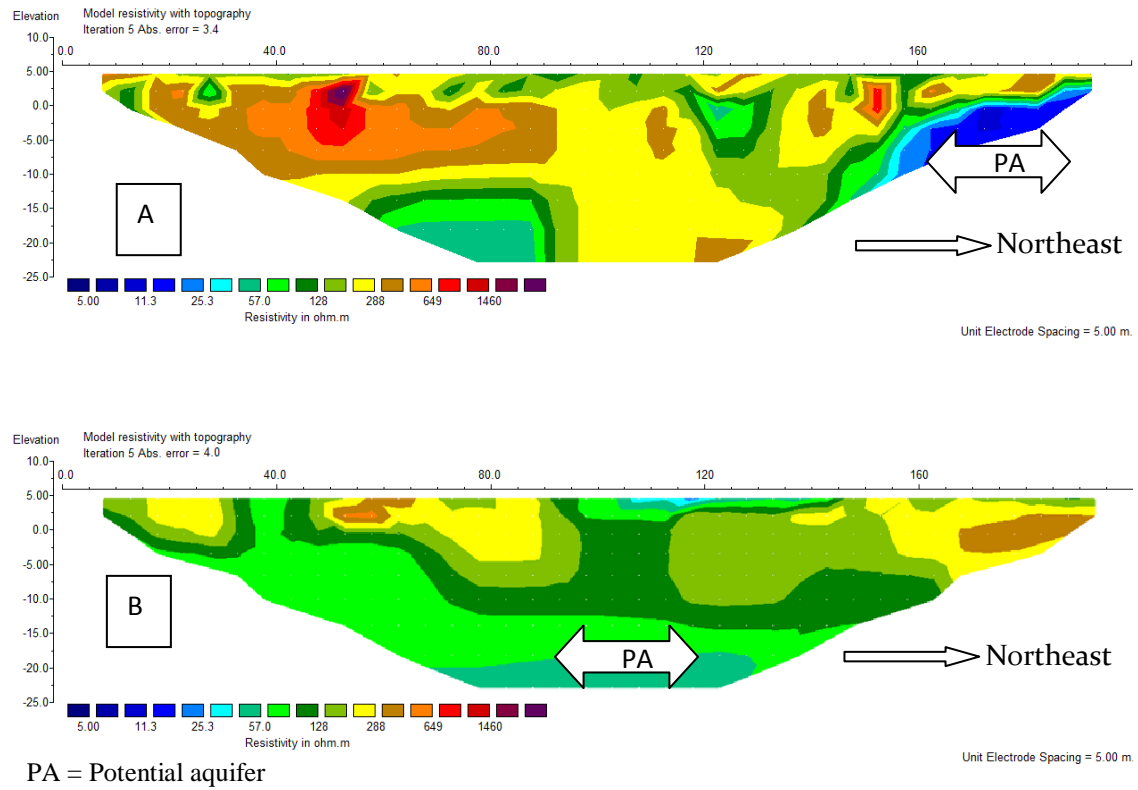 Elevation Model resistivity with topography
Iteration 5 Abs. error = 3.4
10.0 0.0 40.0 80.0 120 160
5.00
0.0
-5.00
-10.0
-15.0
-20.0
-25.0
PA
A
Northeast
5.00 11.3 25.3 57.0 128 288 649 1460
Resistivity in ohm.m
Unit Electrode Spacing = 5.00 m.
Elevation Model resistivity with topography
Iteration 5 Abs. error = 4.0
10.0 0.0 40.0 80.0 120 160
5.00
0.0
-5.00
-10.0
-15.0
-20.0
-25.0
B
PA
Northeast
5.00 11.3 25.3 57.0 128 288 649 1460
Resistivity in ohm.m
Unit Electrode Spacing = 5.00 m.
PA = Potential aquifer